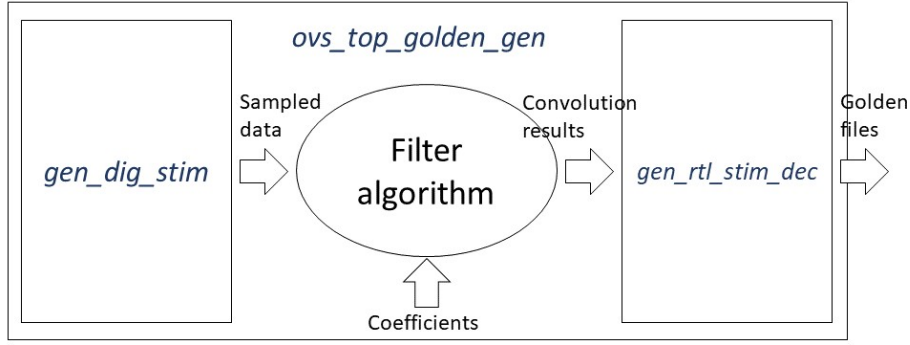 ovs_top_golden_gen
Sampled
data
Convolution
results
Golden
files
gen_dig_stim
Filter
algorithm
gen_rtl_stim_dec
Coefficients